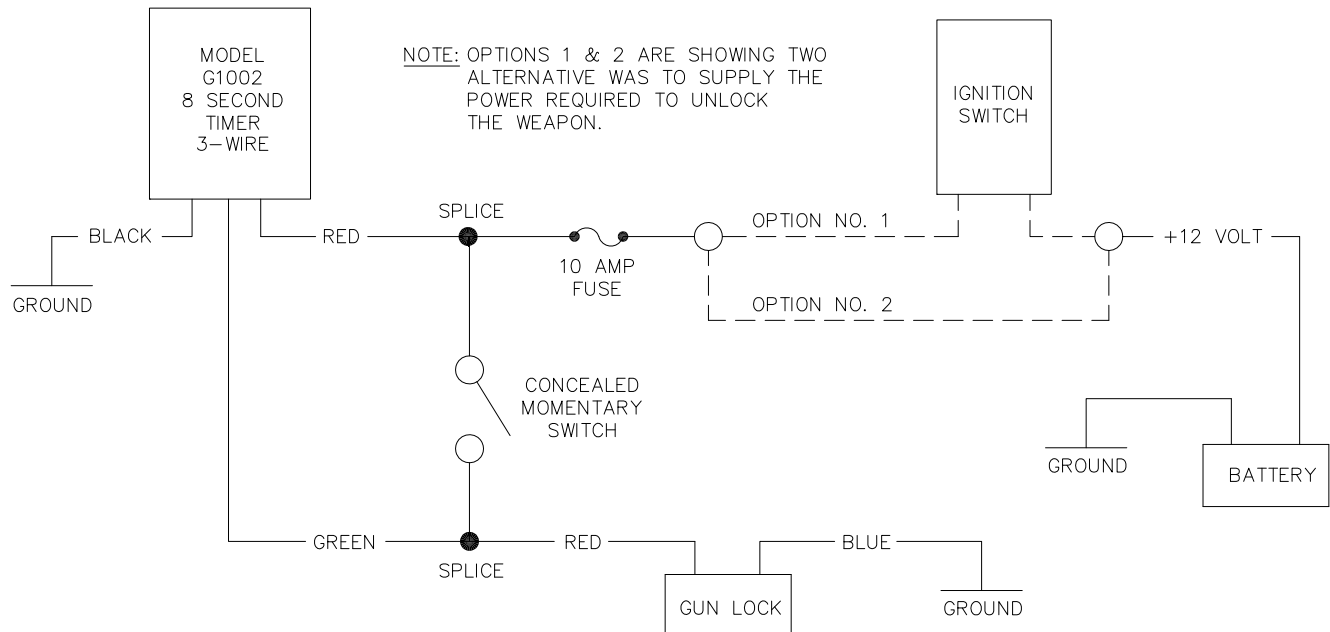 MODEL
G1002
8 SECOND
TIMER
3-WIRE
NOTE: OPTIONS 1 & 2 ARE SHOWING TWO
ALTERNATIVE WAS TO SUPPLY THE
POWER REQUIRED TO UNLOCK
THE WEAPON.
IGNITION
SWITCH
BLACK
RED
SPLICE
10 AMP
FUSE
OPTION NO. 1
+12 VOLT
GROUND
OPTION NO. 2
CONCEALED
MOMENTARY
SWITCH
GROUND
BATTERY
GREEN
SPLICE
RED
BLUE
GUN LOCK
GROUND